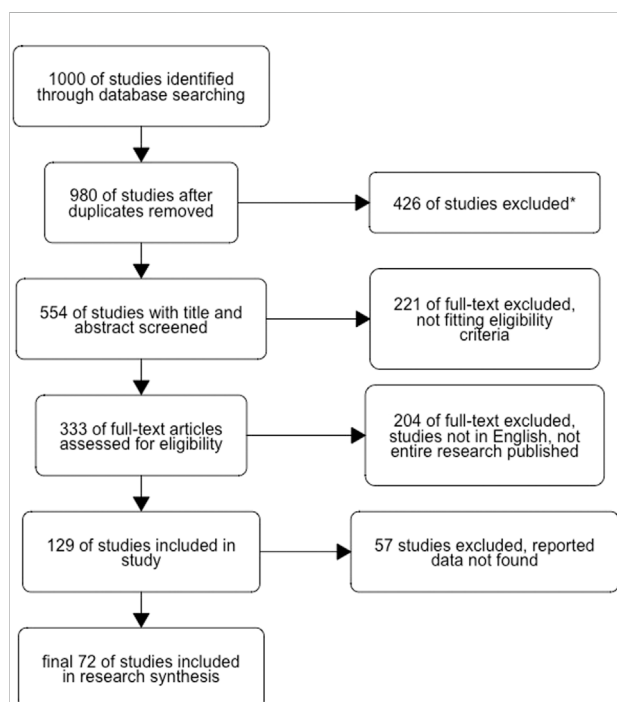 1000 of studies identified
through database searching
980 of studies after
duplicates removed
426 of studies excluded*
554 of studies with title and
abstract screened
221 of full-text excluded,
not fitting eligibility
criteria
333 of full-text articles
assessed for eligibility
204 of full-text excluded,
studies not in English, not
entire research published
129 of studies included in
study
57 studies excluded, reported
data not found
final 72 of studies included
in research synthesis